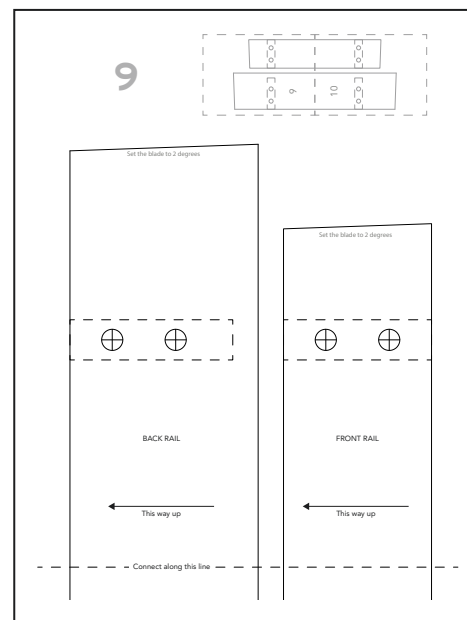 9
9
10
Set the blade to 2 degrees
Set the blade to 2 degrees
BACK RAIL
FRONT RAIL
This way up
This way up
Connect along this line